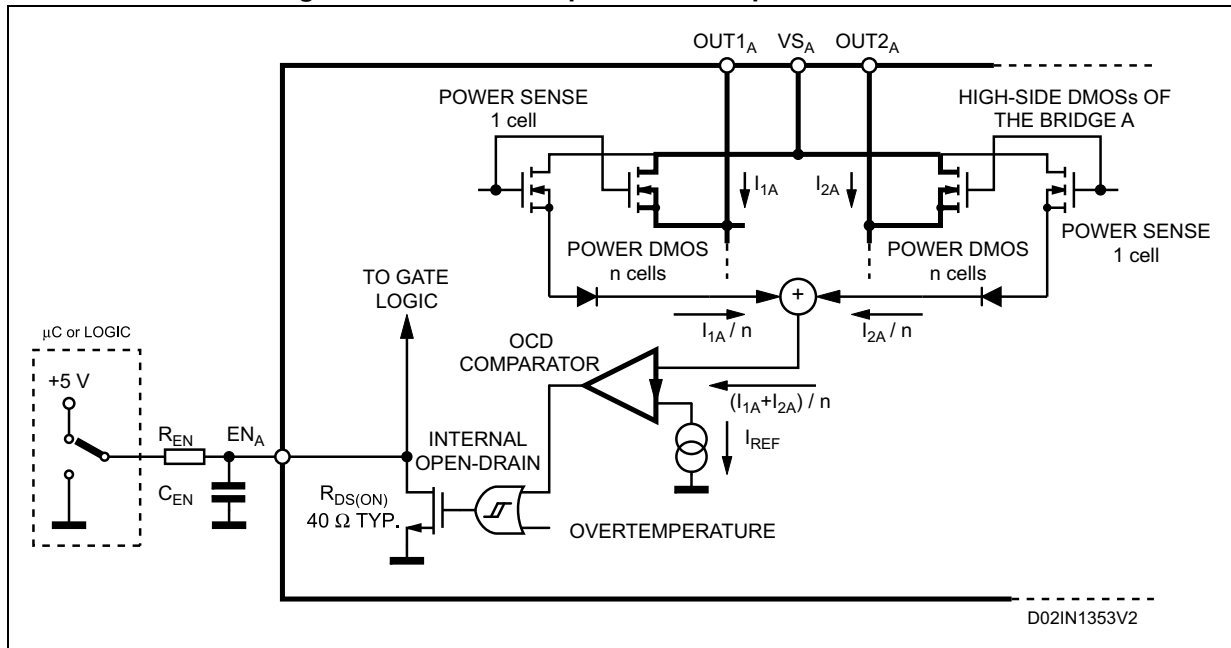 OUT1A VSA OUT2A
POWER SENSE
1 cell
HIGH-SIDE DMOSs OF
THE BRIDGE A
I1A
I2A
POWER SENSE
1 cell
POWER DMOS
n cells
POWER DMOS
n cells
TO GATE
LOGIC
+
I1A / n
I2A / n
μC or LOGIC
OCD
COMPARATOR
+5 V
(I1A+I2A) / n
REN
ENA
INTERNAL
OPEN-DRAIN
IREF
CEN
RDS(ON)
40 Ω TYP.
OVERTEMPERATURE
D02IN1353V2